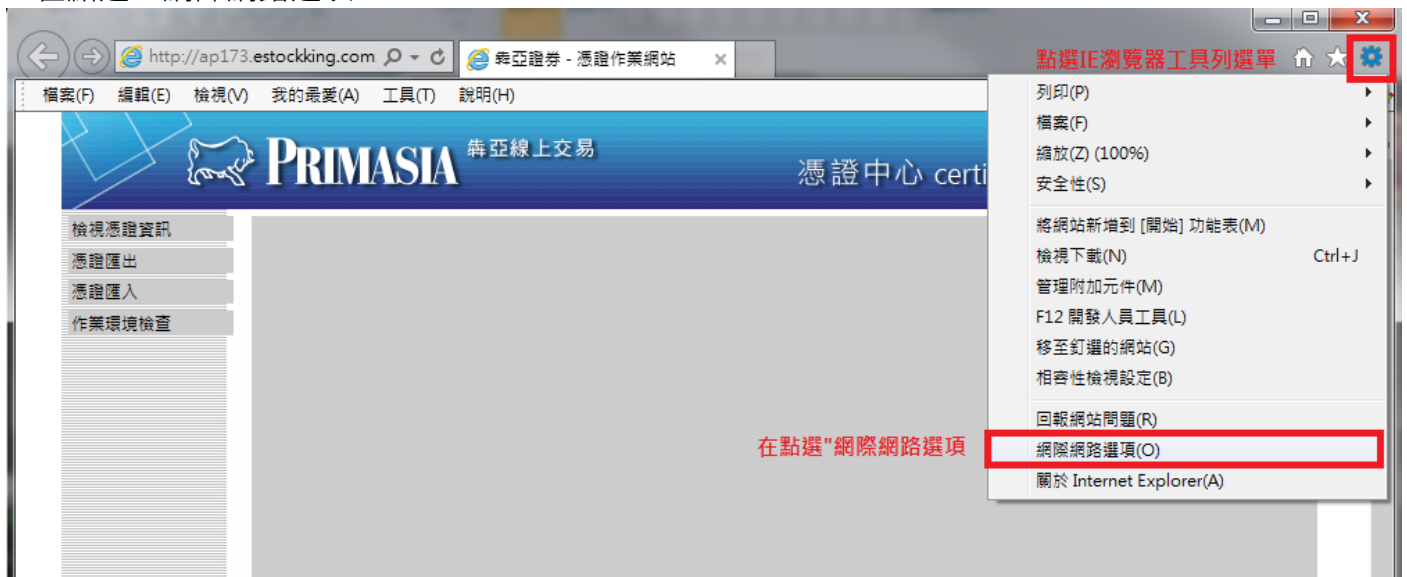 http://ap173.estockking.com
犇亞證券 - 憑證作業網站
點選IE瀏覽器工具列選單
檔案(F) 編輯(E) 檢視(V) 我的最愛(A) 工具(T) 說明(H)
PRIMASIA 犇亞線上交易
憑證中心 certi
檢視憑證資訊
憑證匯出
憑證匯入
作業環境檢查
列印(P)
檔案(F)
縮放(Z) (100%)
安全性(S)
將網站新增到 [開始] 功能表(M)
檢視下載(N) Ctrl+J
管理附加元件(M)
F12 開發人員工具(L)
移至釘選的網站(G)
相容性檢視設定(B)
回報網站問題(R)
在點選"網際網路選項
網際網路選項(O)
關於 Internet Explorer(A)